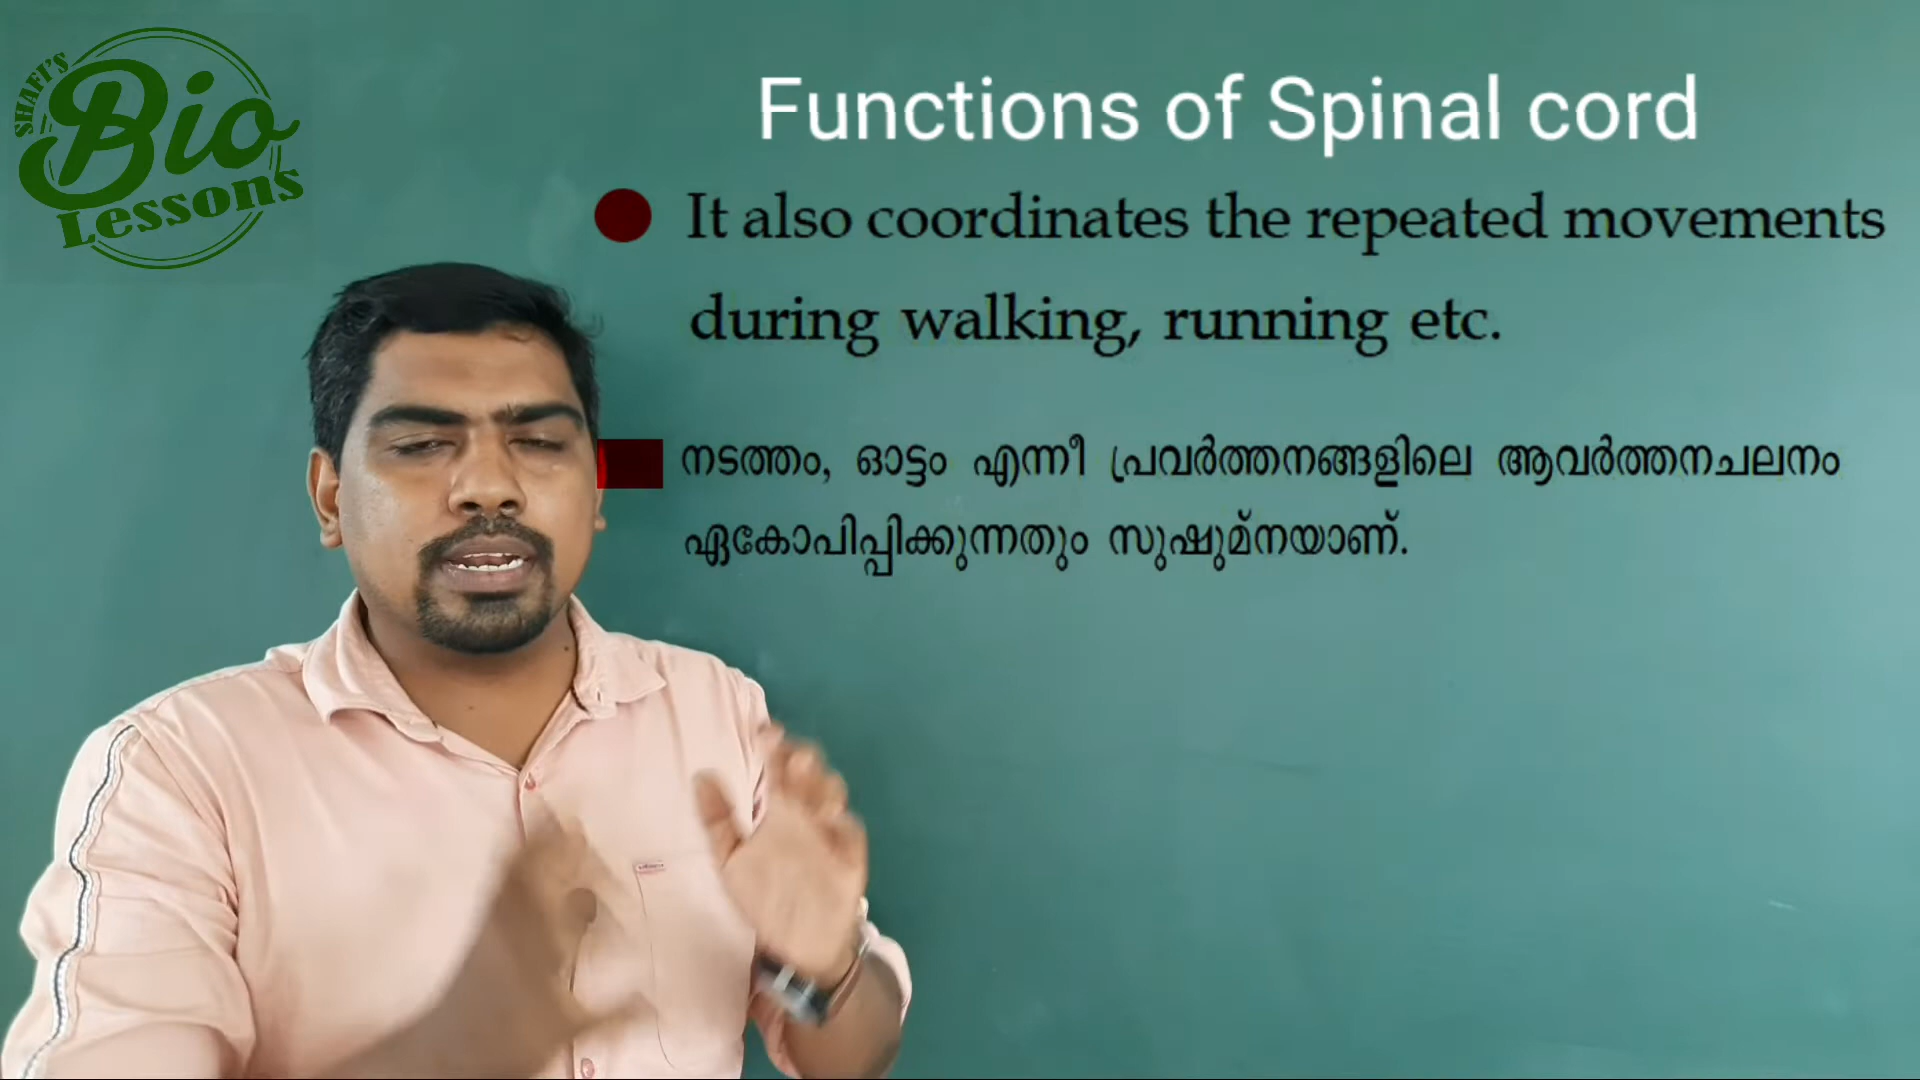 SHAFI'S
Bio
Lessons
Functions of Spinal cord
It also coordinates the repeated movements
during walking, running etc.
നടത്തം, ഓട്ടം എന്നീ പ്രവർത്തനങ്ങളിലെ ആവർത്തനചലനം
ഏകോപിപ്പിക്കുന്നതും സുഷുമ്നയാണ്.